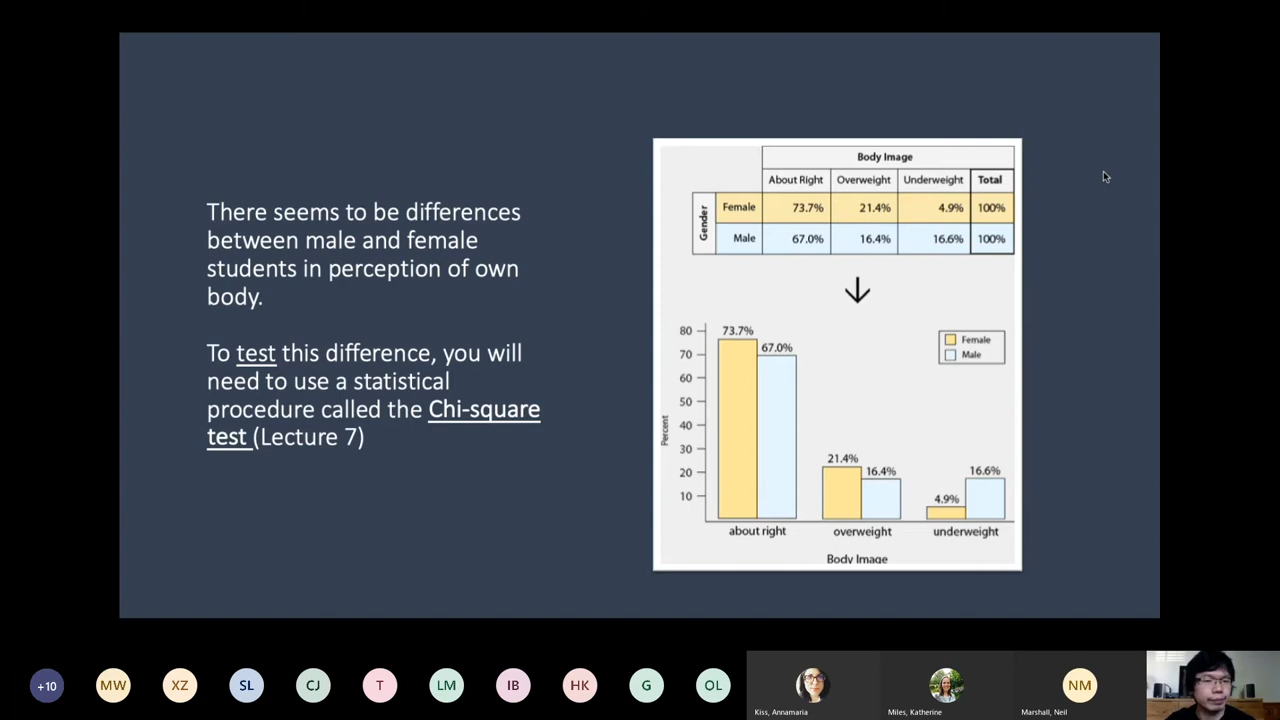 There seems to be differences
between male and female
students in perception of own
body.
To test this difference, you will
need to use a statistical
procedure called the Chi-square
test (Lecture 7)
Body Image
About Right Overweight Underweight Total
Gender
Female 73.7% 21.4% 4.9% 100%
Male 67.0% 16.4% 16.6% 100%
80
70
60
50
40
30
20
10
Percent
73.7%
67.0%
21.4%
16.4%
4.9%
16.6%
Female
Male
about right overweight underweight
Body Image
+10 MW XZ SL CJ T LM IB HK G OL NM
Kiss, Annamaria Miles, Katherine Marshall, Neil